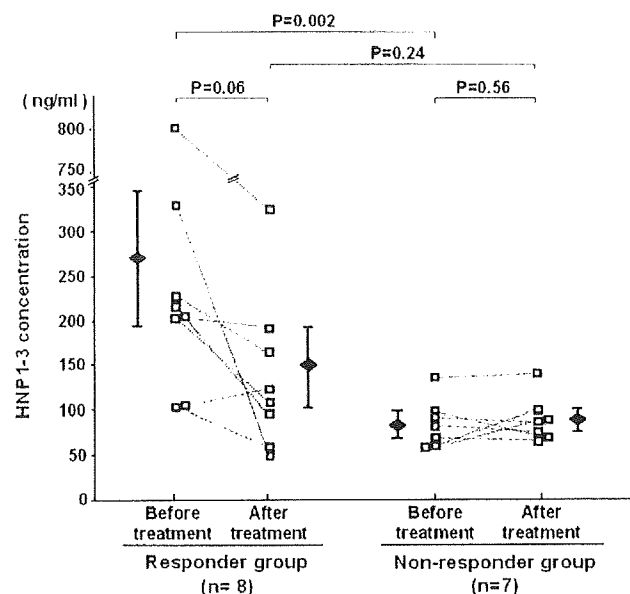 P=0.002
P=0.24
P=0.06
P=0.56
( ng/ml )
800
750
350
300
250
200
150
100
50
0
HNP1-3 concentration
Before treatment
After treatment
Before treatment
After treatment
Responder group
(n= 8)
Non-responder group
(n=7)